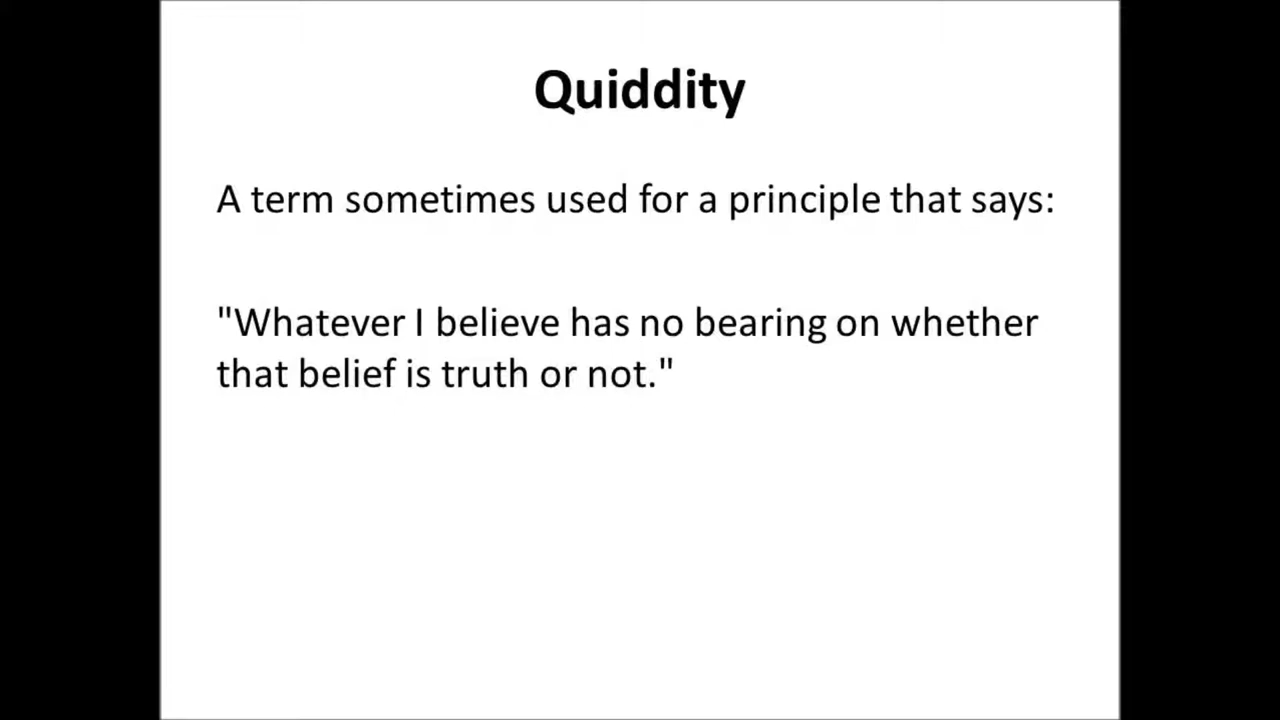 Quiddity
A term sometimes used for a principle that says:
"Whatever I believe has no bearing on whether
that belief is truth or not."